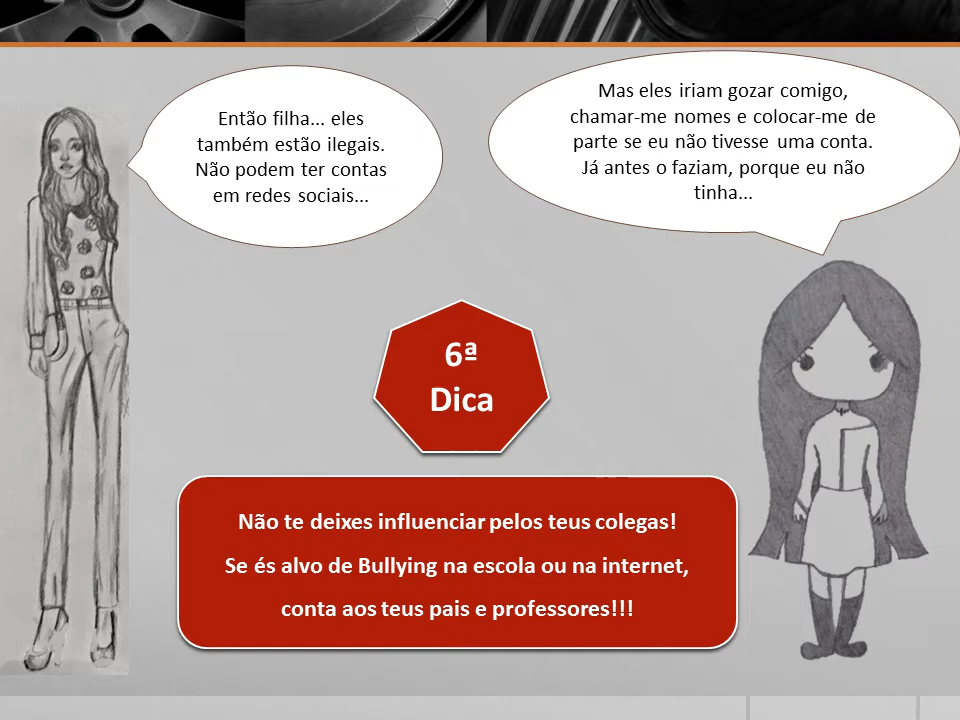 Então filha... eles
também estão ilegais.
Não podem ter contas
em redes sociais...
Mas eles iriam gozar comigo,
chamar-me nomes e colocar-me de
parte se eu não tivesse uma conta.
Já antes o faziam, porque eu não
tinha...
6ª
Dica
Não te deixes influenciar pelos teus colegas!
Se és alvo de Bullying na escola ou na internet,
conta aos teus pais e professores!!!